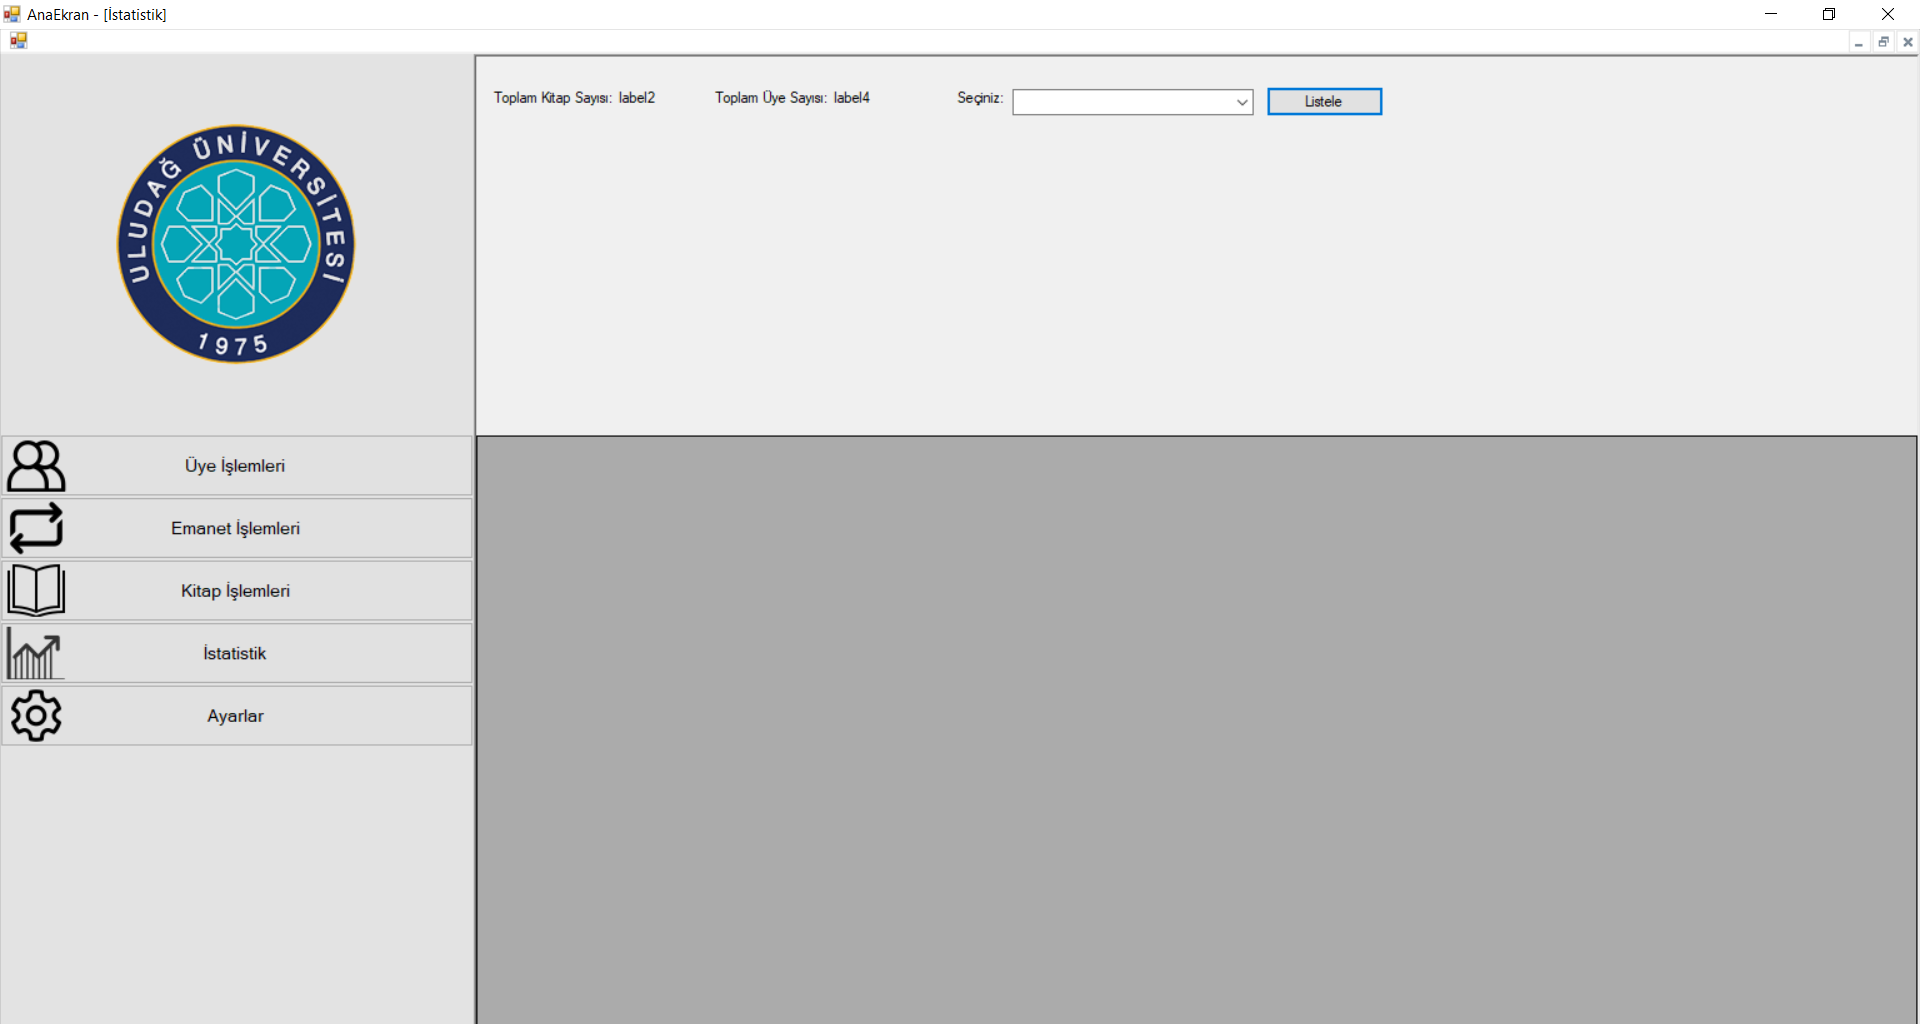 AnaEkran - [İstatistik]
Toplam Kitap Sayısı: label2 Toplam Üye Sayısı: label4 Seçiniz: Listele
ULUDAĞ ÜNİVERSİTESİ
1975
Üye İşlemleri
Emanet İşlemleri
Kitap İşlemleri
İstatistik
Ayarlar